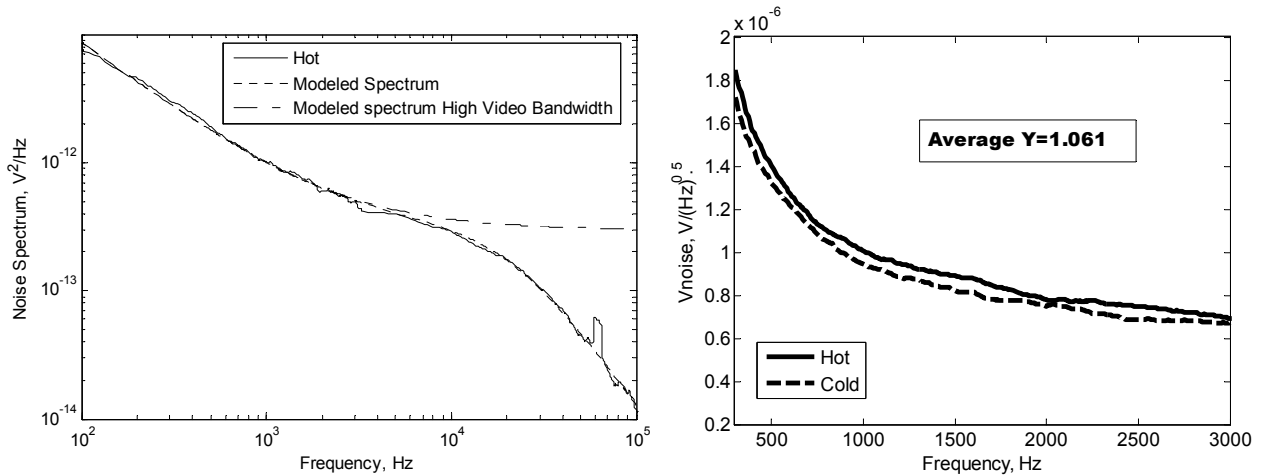 Hot
Modeled Spectrum
Modeled spectrum High Video Bandwidth
Noise Spectrum, V²/Hz
10⁻¹²
10⁻¹³
10⁻¹⁴
10² 10³ 10⁴ 10⁵
Frequency, Hz
x 10⁻⁶
2
1.8
1.6
1.4
1.2
1
0.8
0.6
0.4
0.2
Vnoise, V/(Hz)^0.5.
Average Y=1.061
Hot
Cold
500 1000 1500 2000 2500 3000
Frequency, Hz